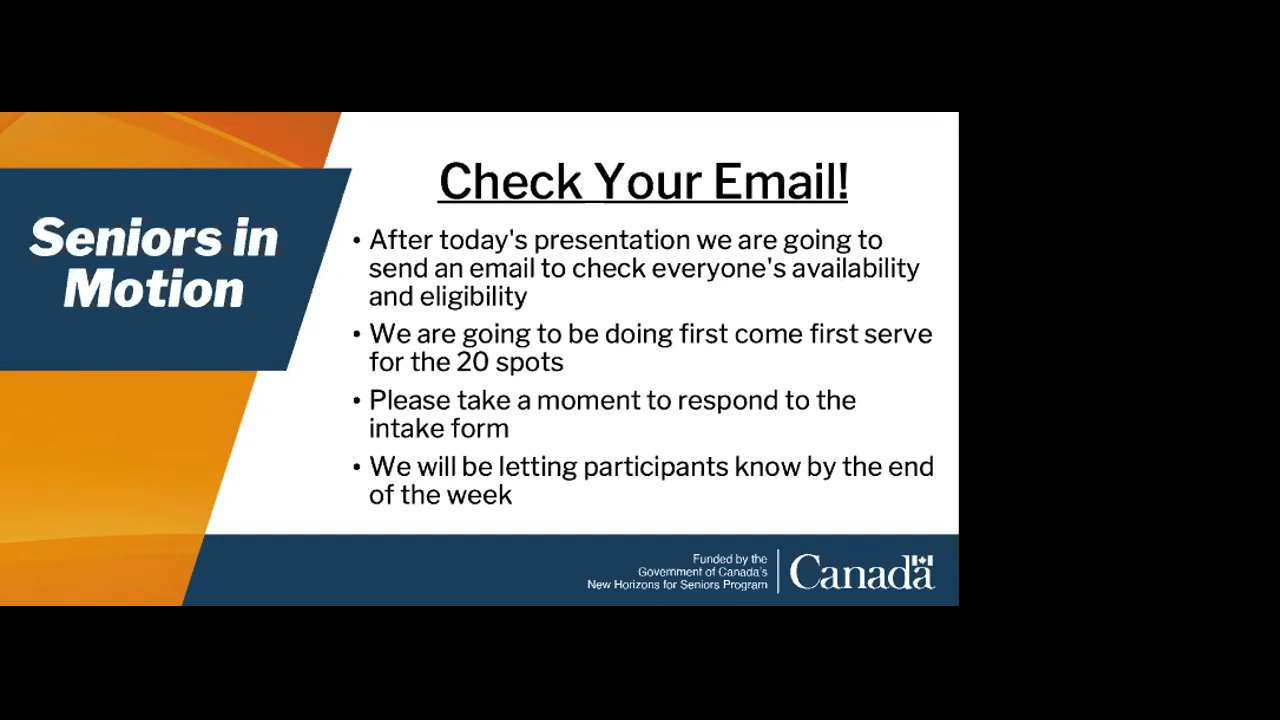 Seniors in
Motion
Check Your Email!
• After today's presentation we are going to
send an email to check everyone's availability
and eligibility
• We are going to be doing first come first serve
for the 20 spots
• Please take a moment to respond to the
intake form
• We will be letting participants know by the end
of the week
Funded by the
Government of Canada's
New Horizons for Seniors Program
Canada